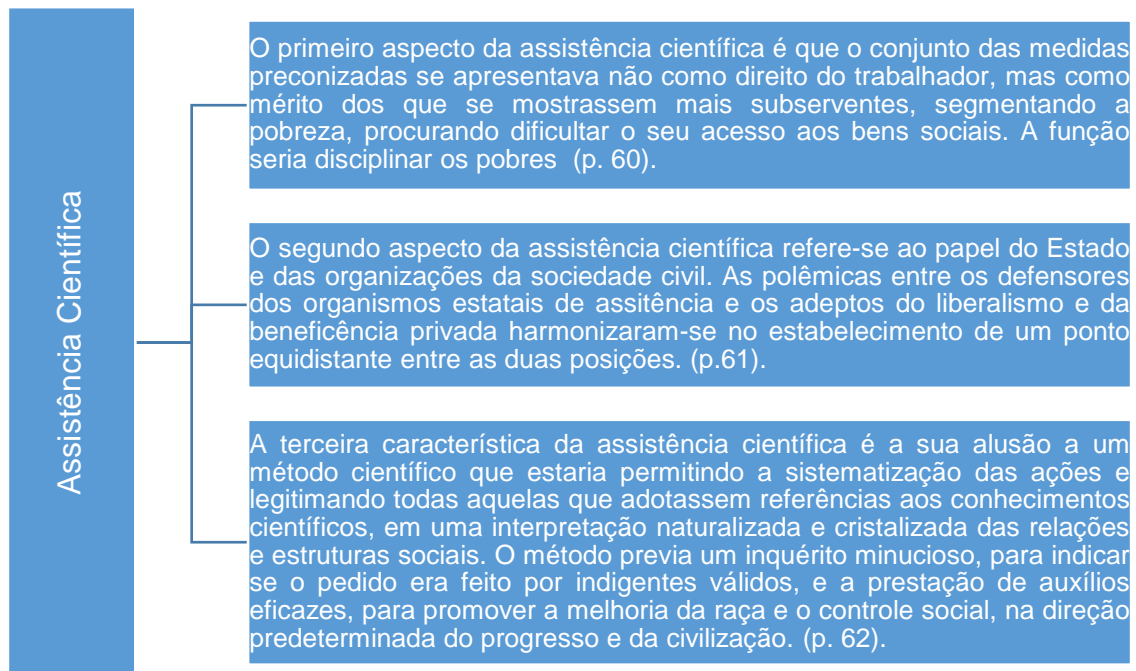 Assistência Científica
O primeiro aspecto da assistência científica é que o conjunto das medidas
preconizadas se apresentava não como direito do trabalhador, mas como
mérito dos que se mostrassem mais subserventes, segmentando a
pobreza, procurando dificultar o seu acesso aos bens sociais. A função
seria disciplinar os pobres (p. 60).
O segundo aspecto da assistência científica refere-se ao papel do Estado
e das organizações da sociedade civil. As polêmicas entre os defensores
dos organismos estatais de assitência e os adeptos do liberalismo e da
beneficência privada harmonizaram-se no estabelecimento de um ponto
equidistante entre as duas posições. (p.61).
A terceira característica da assistência científica é a sua alusão a um
método científico que estaria permitindo a sistematização das ações e
legitimando todas aquelas que adotassem referências aos conhecimentos
científicos, em uma interpretação naturalizada e cristalizada das relações
e estruturas sociais. O método previa um inquérito minucioso, para indicar
se o pedido era feito por indigentes válidos, e a prestação de auxílios
eficazes, para promover a melhoria da raça e o controle social, na direção
predeterminada do progresso e da civilização. (p. 62).